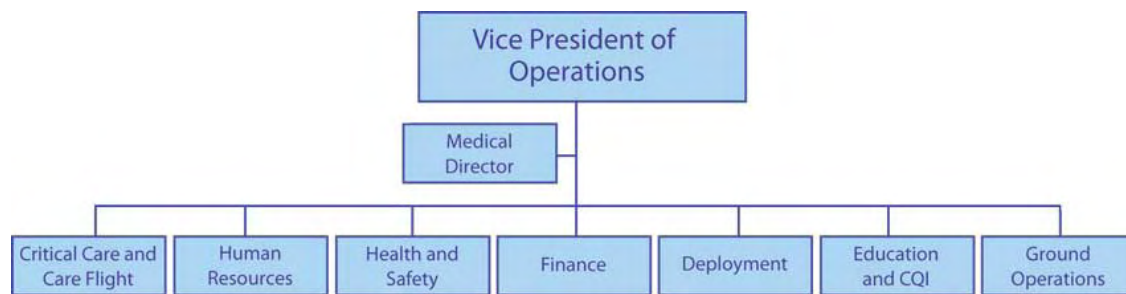 Vice President of
Operations
Medical
Director
Critical Care and
Care Flight
Human
Resources
Health and
Safety
Finance
Deployment
Education
and CQI
Ground
Operations